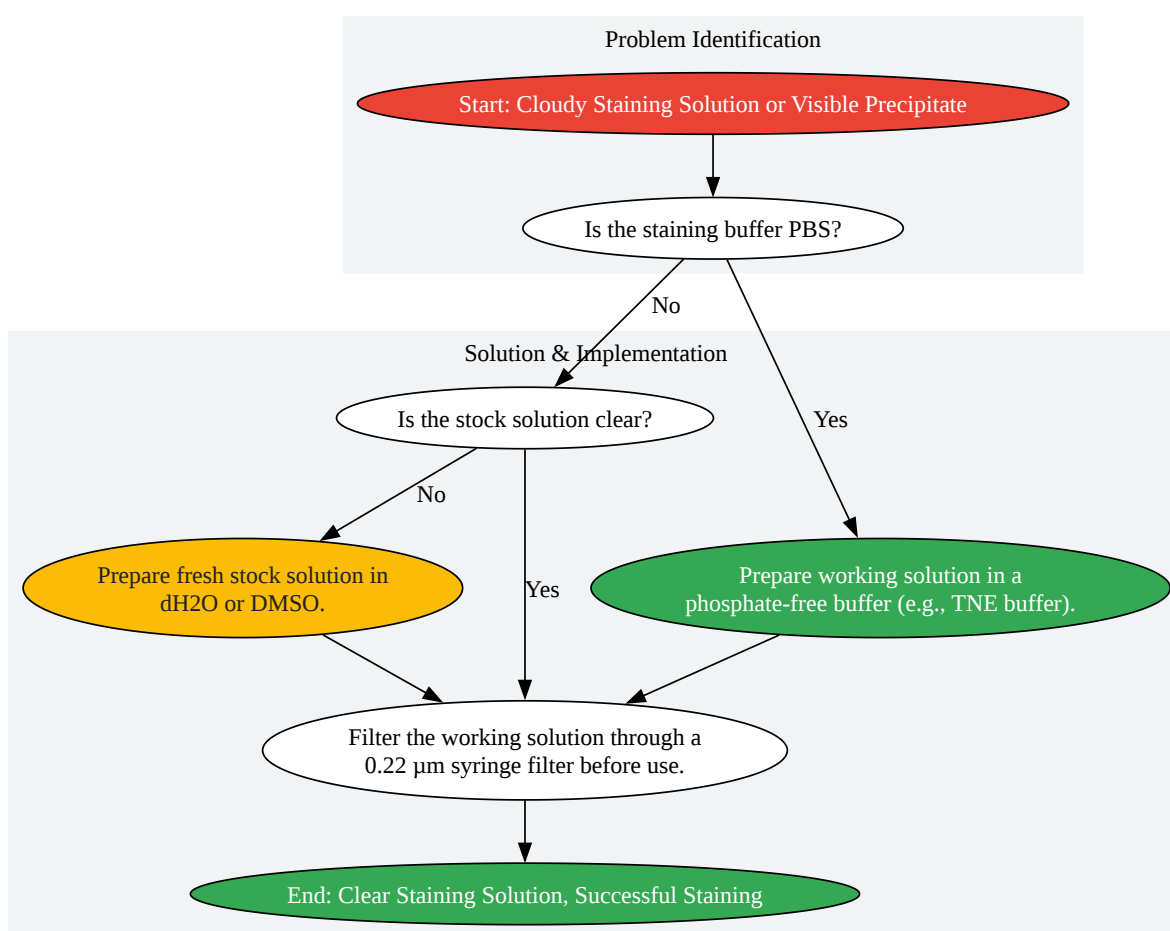 Problem Identification
Start: Cloudy Staining Solution or Visible Precipitate
Is the staining buffer PBS?
No
Solution & Implementation
Is the stock solution clear?
Yes
No
Prepare fresh stock solution in
dH2O or DMSO.
Yes
Prepare working solution in a
phosphate-free buffer (e.g., TNE buffer).
Filter the working solution through a
0.22 µm syringe filter before use.
End: Clear Staining Solution, Successful Staining